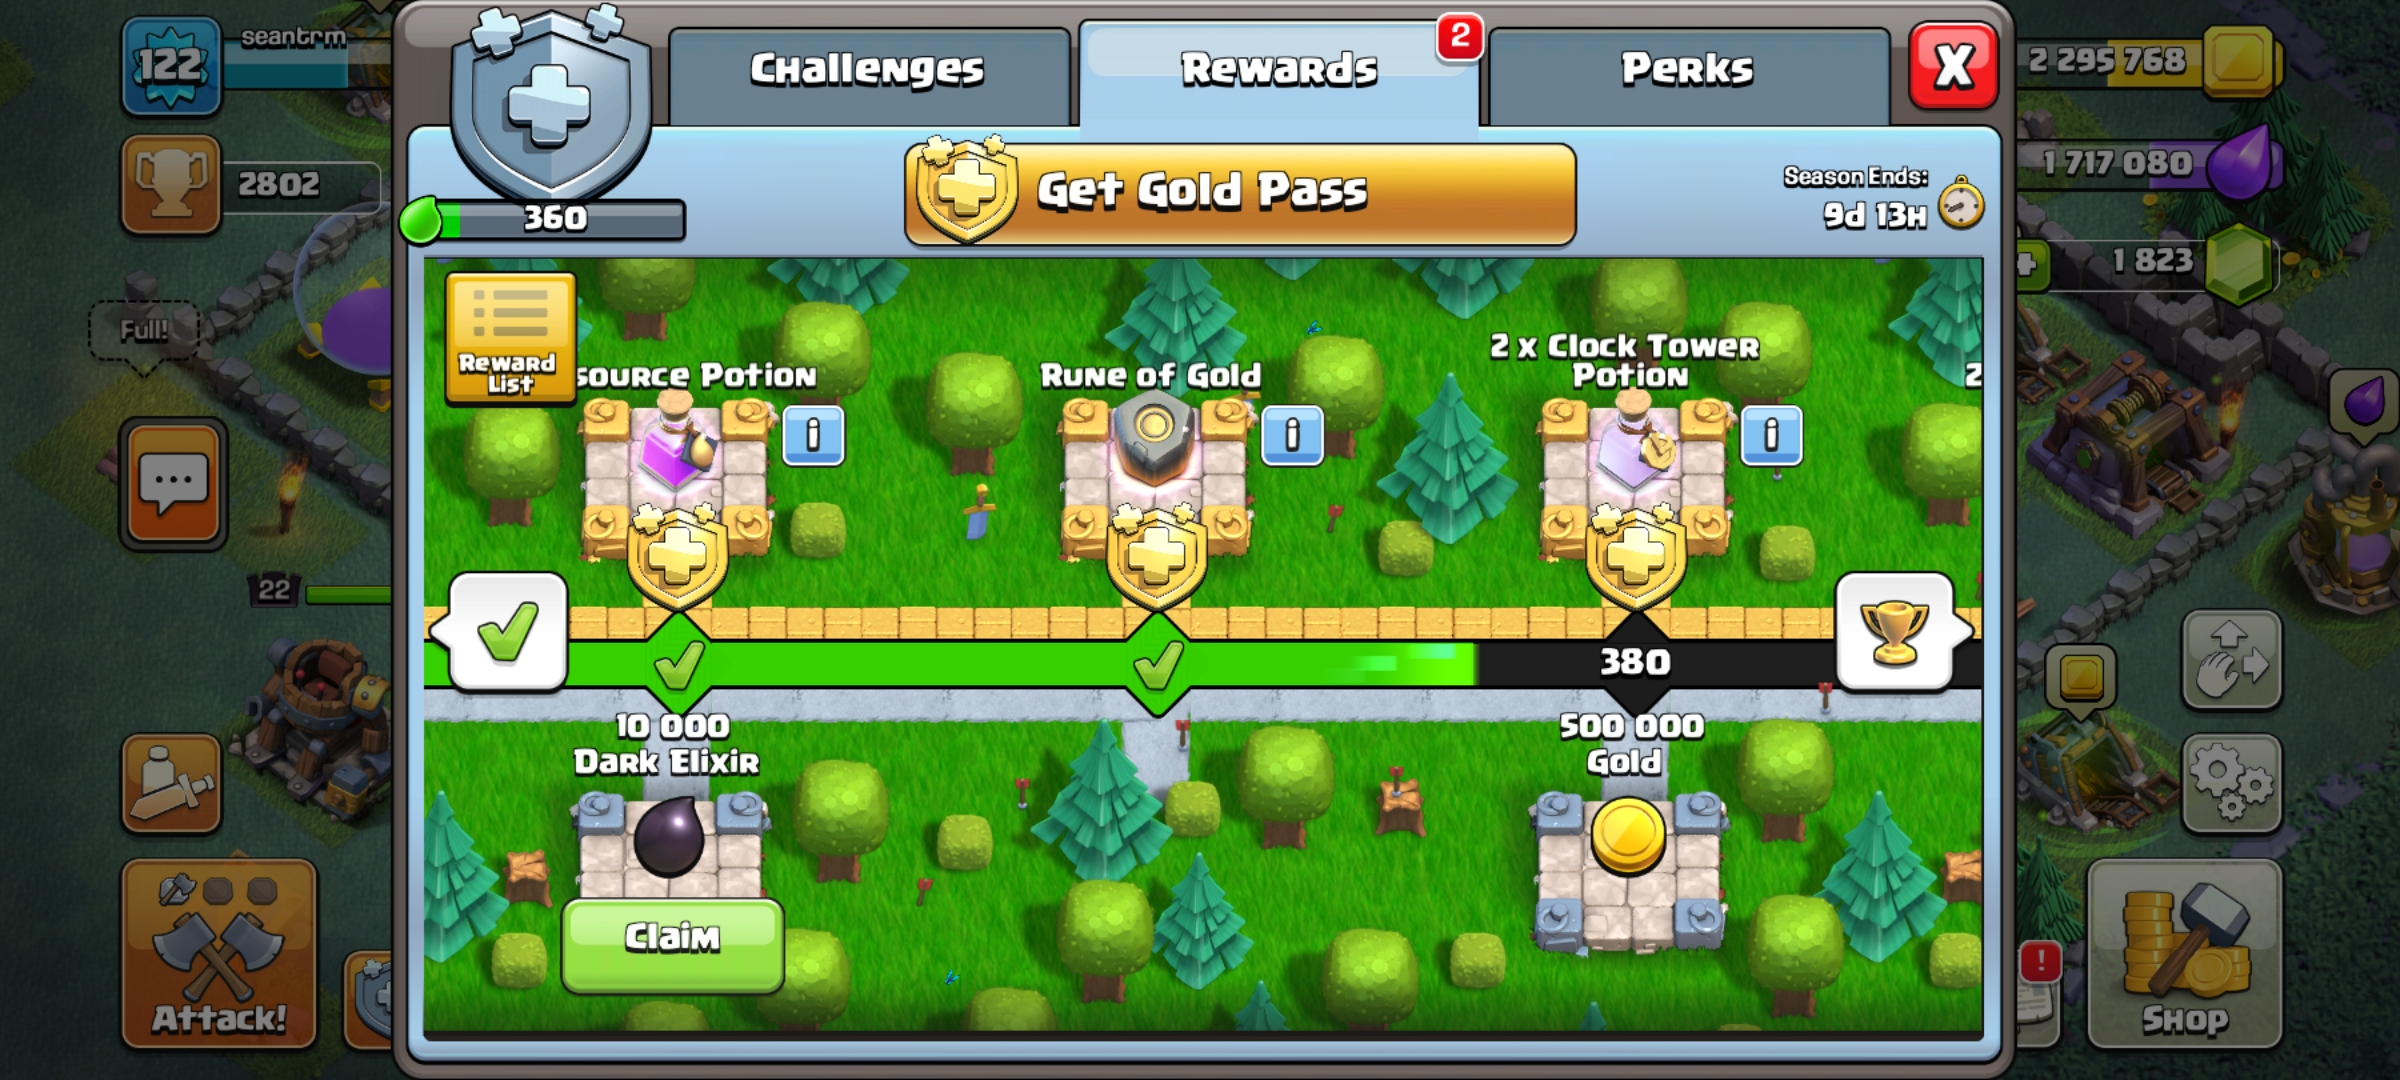 122
seantrm
Challenges
Rewards
2
Perks
X
2 295 768
2802
360
Get Gold Pass
Season Ends:
9d 13H
1 717 080
1 823
Full!
Reward
List
source Potion
Rune of Gold
2 x Clock Tower
Potion
2
22
380
10 000
Dark Elixir
500 000
Gold
Claim
Attack!
!
Shop